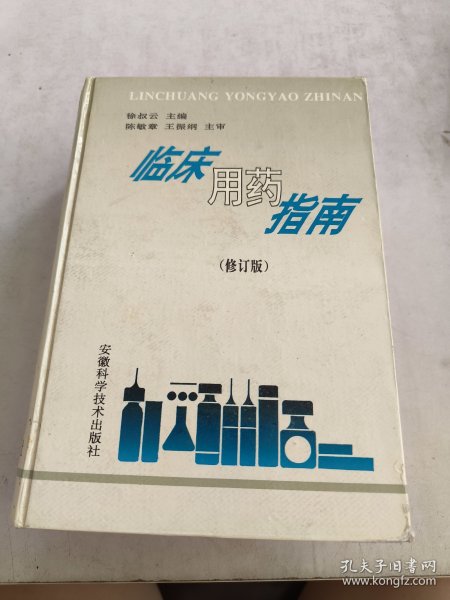 LINCHUANG YONGYAO ZHINAN
徐叔云 主编
陈敏章 王振纲 主审
临床用药指南
(修订版)
安徽科学技术出版社
孔夫子旧书网
www.kongfz.com